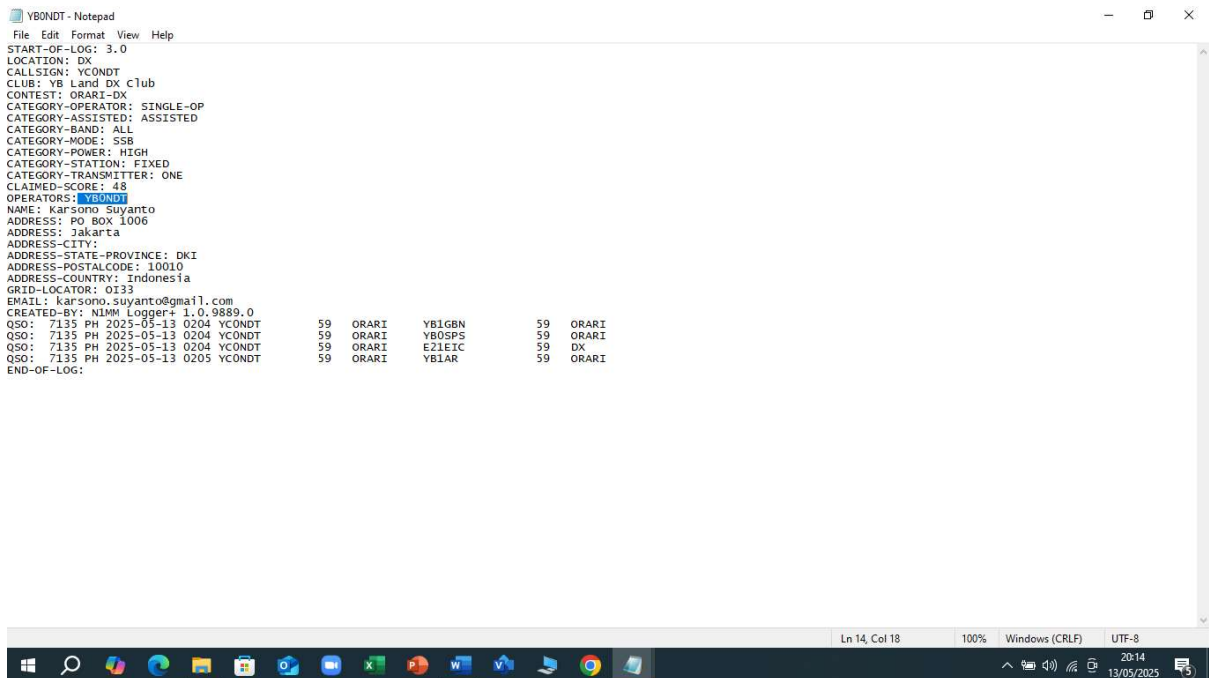 YB0NDT - Notepad
File Edit Format View Help
START-OF-LOG: 3.0
LOCATION: DX
CALLSIGN: YC0NDT
CLUB: YB Land DX Club
CONTEST: ORARI-DX
CATEGORY-OPERATOR: SINGLE-OP
CATEGORY-ASSISTED: ASSISTED
CATEGORY-BAND: ALL
CATEGORY-MODE: SSB
CATEGORY-POWER: HIGH
CATEGORY-STATION: FIXED
CATEGORY-TRANSMITTER: ONE
CLAIMED-SCORE: 48
OPERATORS: YB0NDT
NAME: Karsono Suyanto
ADDRESS: PO BOX 1006
ADDRESS: Jakarta
ADDRESS-CITY:
ADDRESS-STATE-PROVINCE: DKI
ADDRESS-POSTALCODE: 10010
ADDRESS-COUNTRY: Indonesia
GRID-LOCATOR: OI33
EMAIL: karsono.suyanto@gmail.com
CREATED-BY: N1MM Logger+ 1.0.9889.0
QSO: 7135 PH 2025-05-13 0204 YC0NDT 59 ORARI YB1GBN 59 ORARI
QSO: 7135 PH 2025-05-13 0204 YC0NDT 59 ORARI YB0SPS 59 ORARI
QSO: 7135 PH 2025-05-13 0204 YC0NDT 59 ORARI E21EIC 59 DX
QSO: 7135 PH 2025-05-13 0205 YC0NDT 59 ORARI YB1AR 59 ORARI
END-OF-LOG:
Ln 14, Col 18 100% Windows (CRLF) UTF-8
20:14
13/05/2025
5